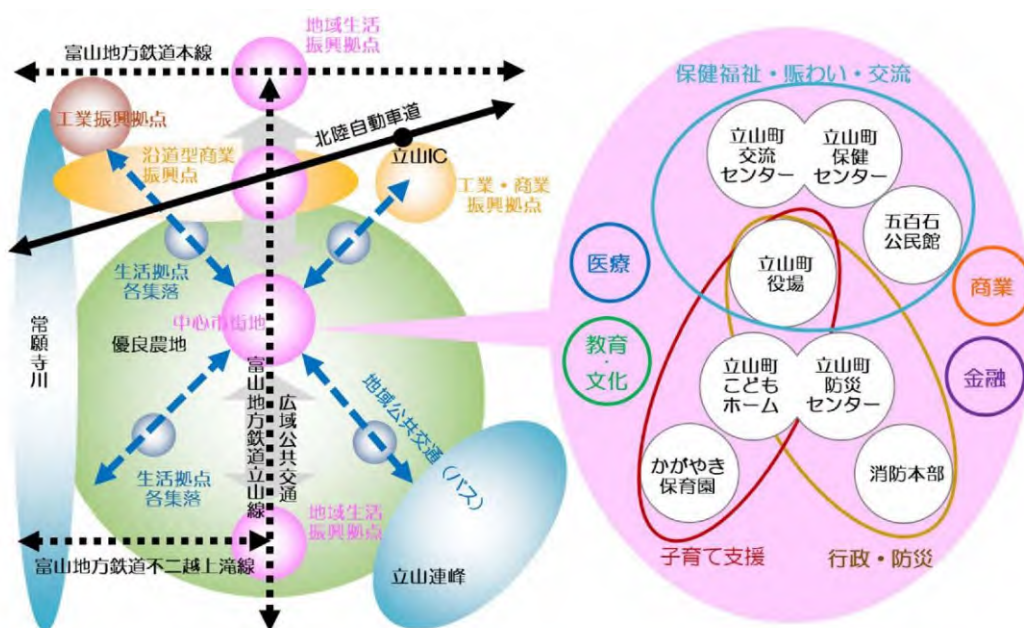 地域生活
振興拠点
富山地方鉄道本線
工業振興拠点
北陸自動車道
沿道型商業
振興点
立山IC
工業・商業
振興拠点
生活拠点
各集落
中心市街地
優良農地
常願寺川
富山地方鉄道立山線
広域公共交通
地域公共交通(バス)
生活拠点
各集落
地域生活
振興拠点
富山地方鉄道不二越上滝線
立山連峰
保健福祉・賑わい・交流
立山町
交流
センター
立山町
保健
センター
五百石
公民館
医療
立山町
役場
商業
教育
・
文化
立山町
こども
ホーム
立山町
防災
センター
金融
かがやき
保育園
消防本部
子育て支援
行政・防災